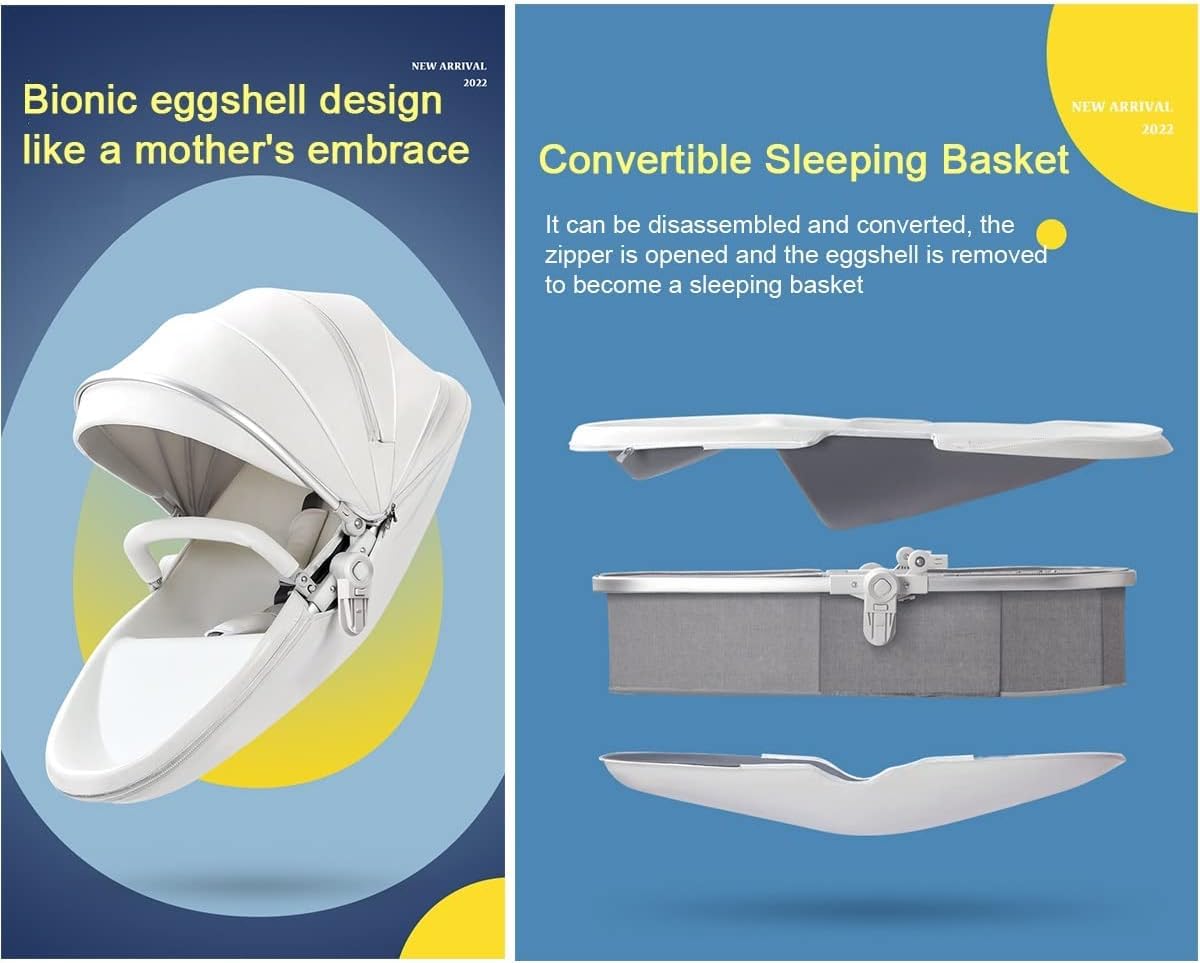 NEW ARRIVAL
2022
Bionic eggshell design
like a mother's embrace
NEW ARRIVAL
2022
Convertible Sleeping Basket
It can be disassembled and converted, the
zipper is opened and the eggshell is removed
to become a sleeping basket